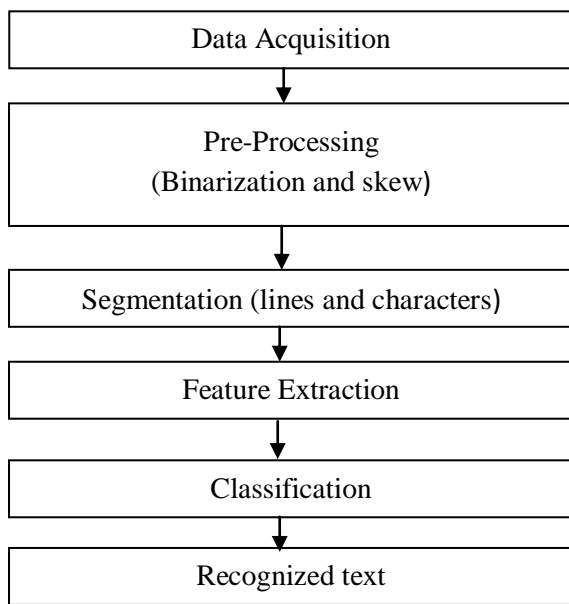 Data Acquisition
Pre-Processing
(Binarization and skew)
Segmentation (lines and characters)
Feature Extraction
Classification
Recognized text